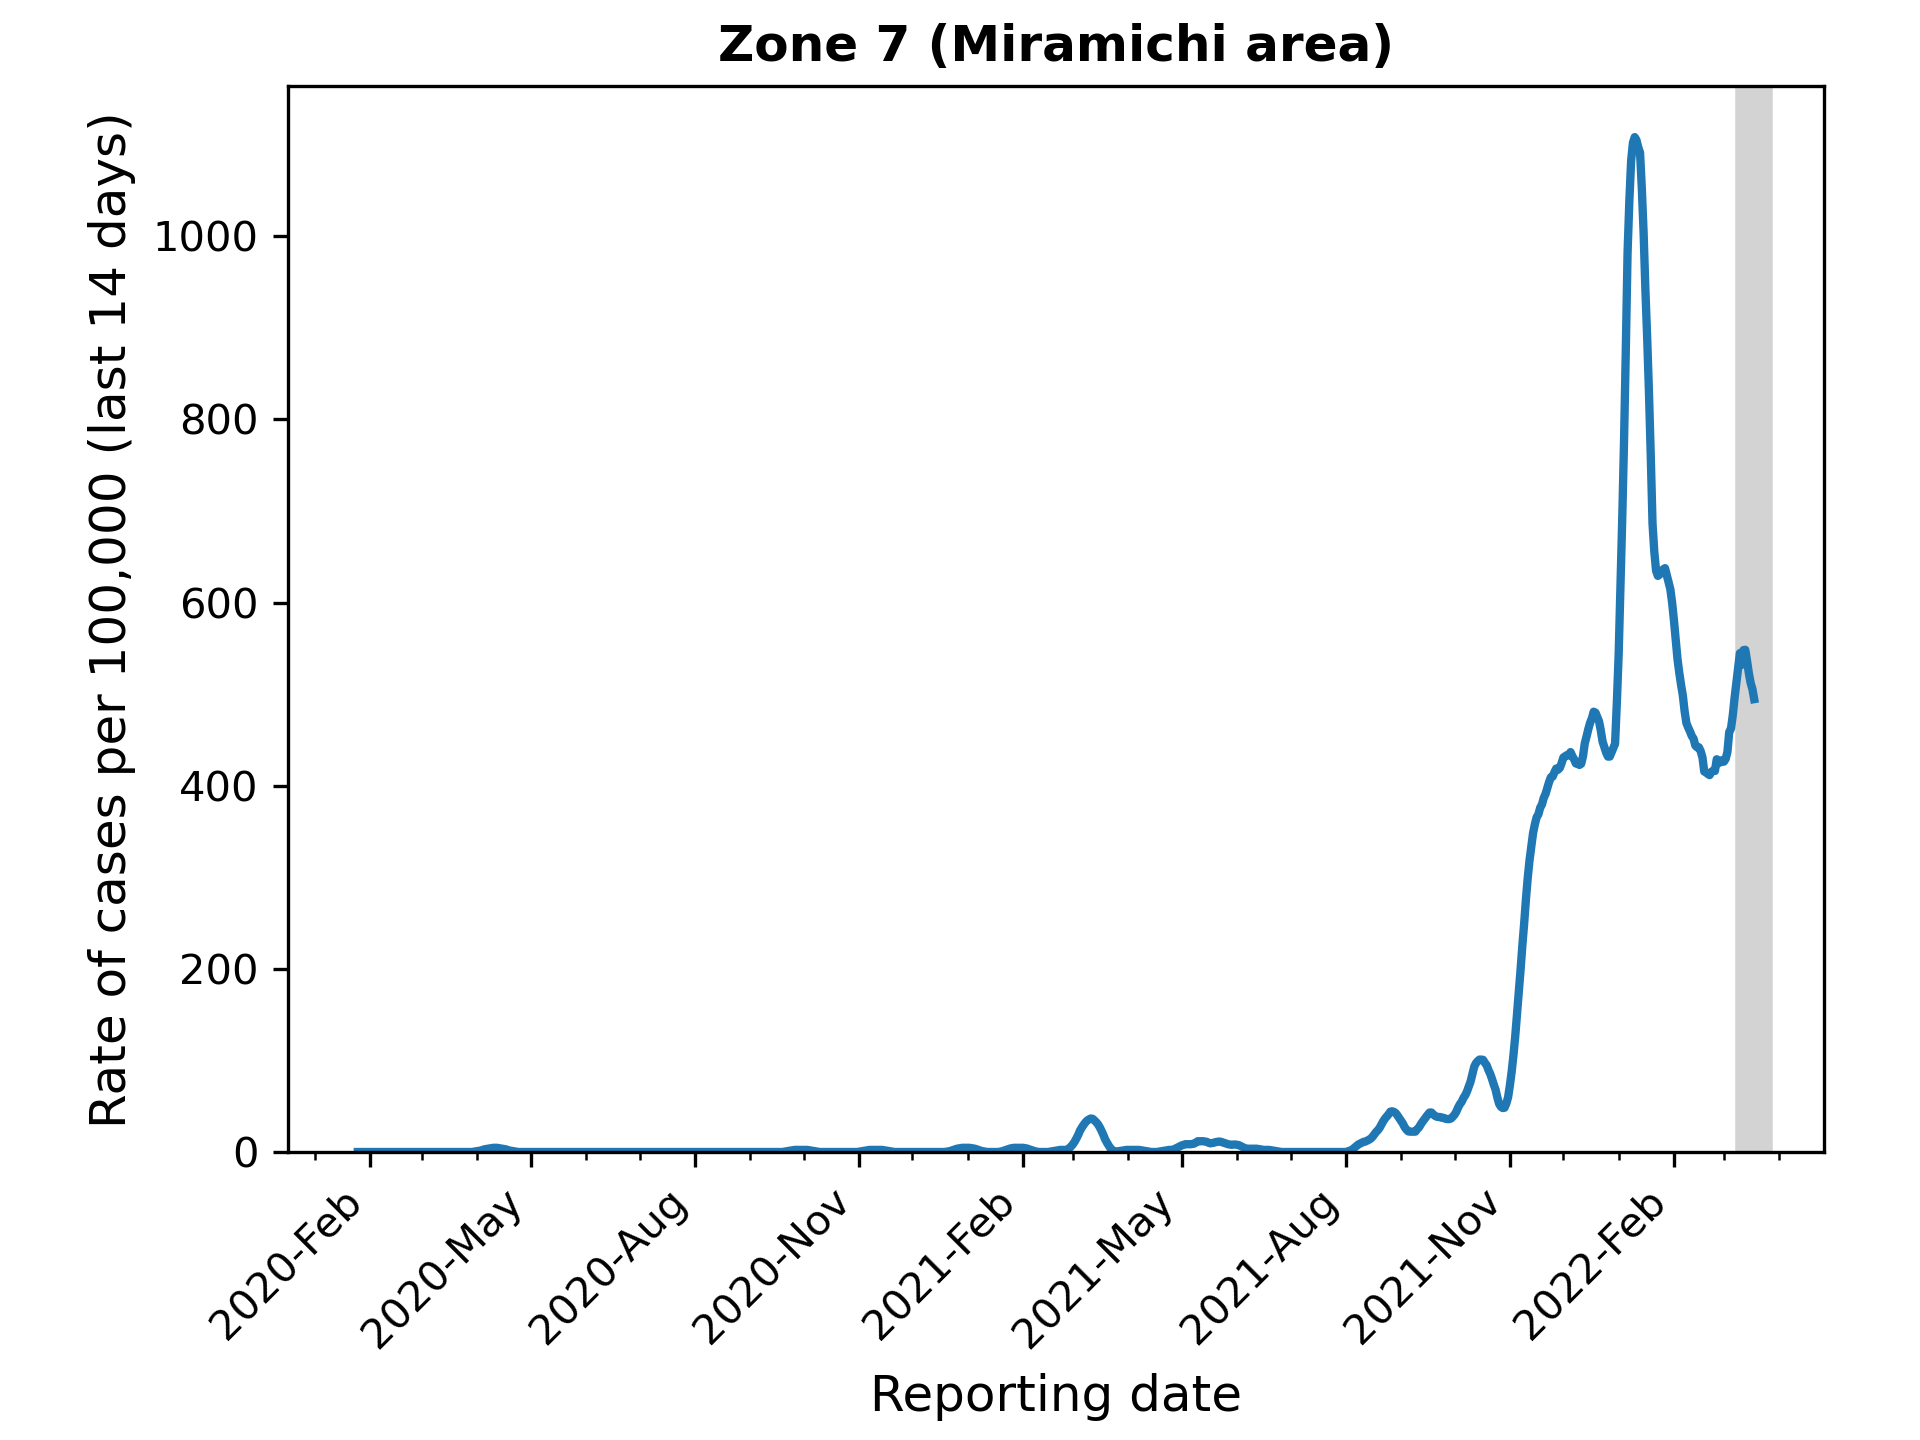 Zone 7 (Miramichi area)
Rate of cases per 100,000 (last 14 days)
1000
800
600
400
200
0
2020-Feb
2020-May
2020-Aug
2020-Nov
2021-Feb
2021-May
2021-Aug
2021-Nov
2022-Feb
Reporting date